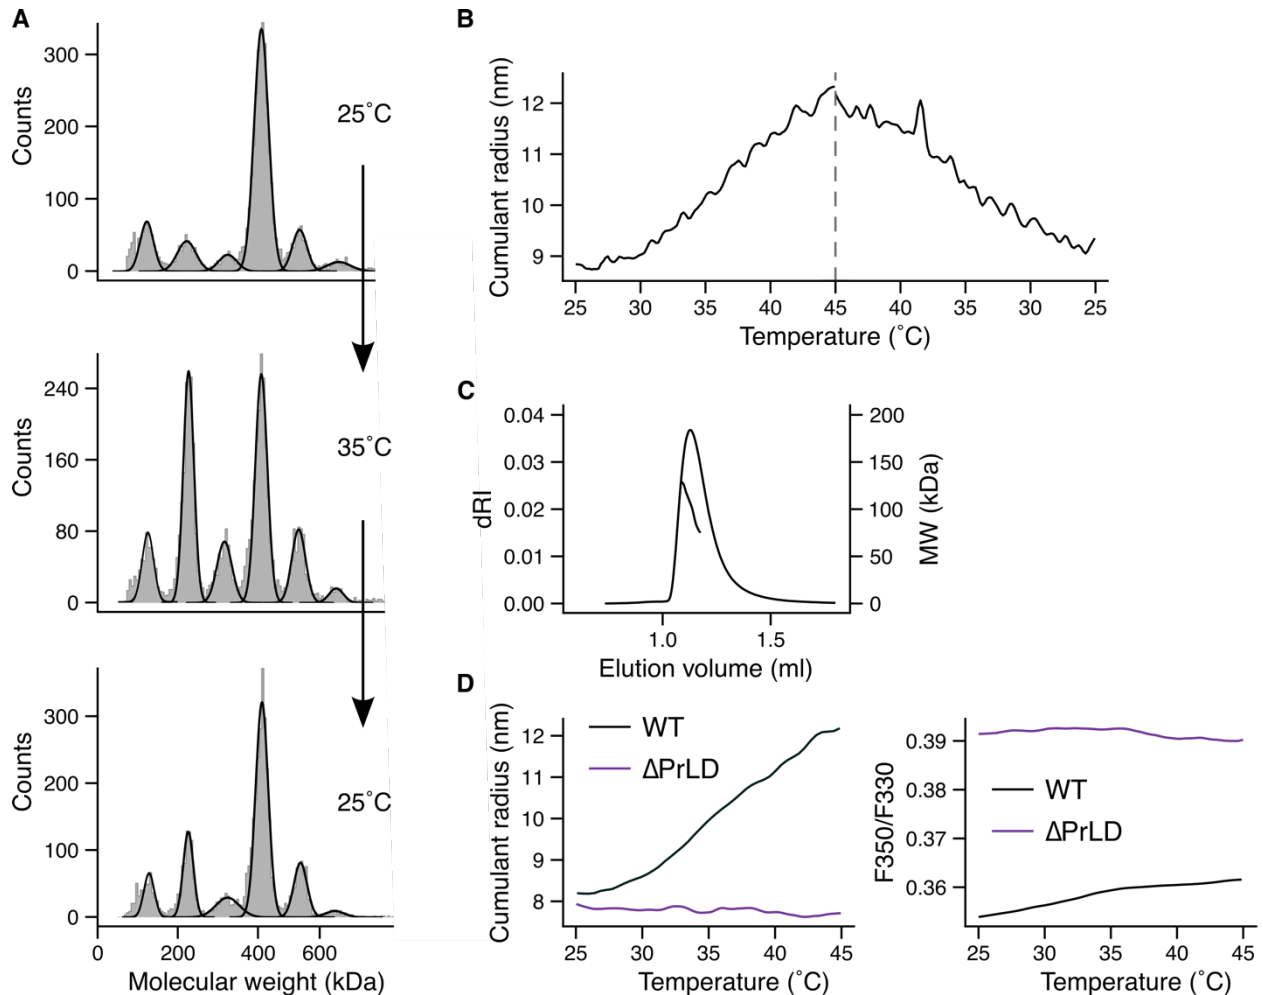 A
Counts
300
200
100
0
25˚C
Counts
240
160
80
0
35˚C
Counts
300
200
100
0
25˚C
0 200 400 600
Molecular weight (kDa)
B
Cumulant radius (nm)
12
11
10
9
25 30 35 40 45 40 35 30 25
Temperature (˚C)
C
dRI
0.04
0.03
0.02
0.01
0.00
200
150
100
50
0
MW (kDa)
1.0 1.5
Elution volume (ml)
D
Cumulant radius (nm)
12
11
10
9
8
WT
ΔPrLD
25 30 35 40 45
Temperature (˚C)
F350/F330
0.39
0.38
0.37
0.36
WT
ΔPrLD
25 30 35 40 45
Temperature (˚C)